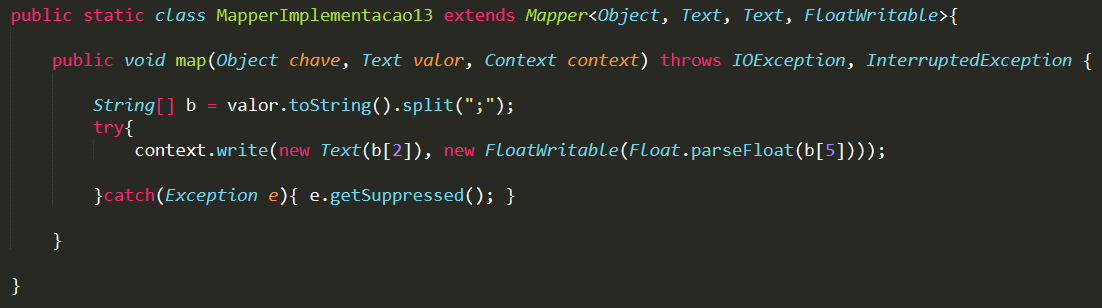 public static class MapperImplementacao13 extends Mapper<Object, Text, Text, FloatWritable>{
public void map(Object chave, Text valor, Context context) throws IOException, InterruptedException {
String[] b = valor.toString().split(";");
try{
context.write(new Text(b[2]), new FloatWritable(Float.parseFloat(b[5])));
}catch(Exception e){ e.getSuppressed(); }
}
}